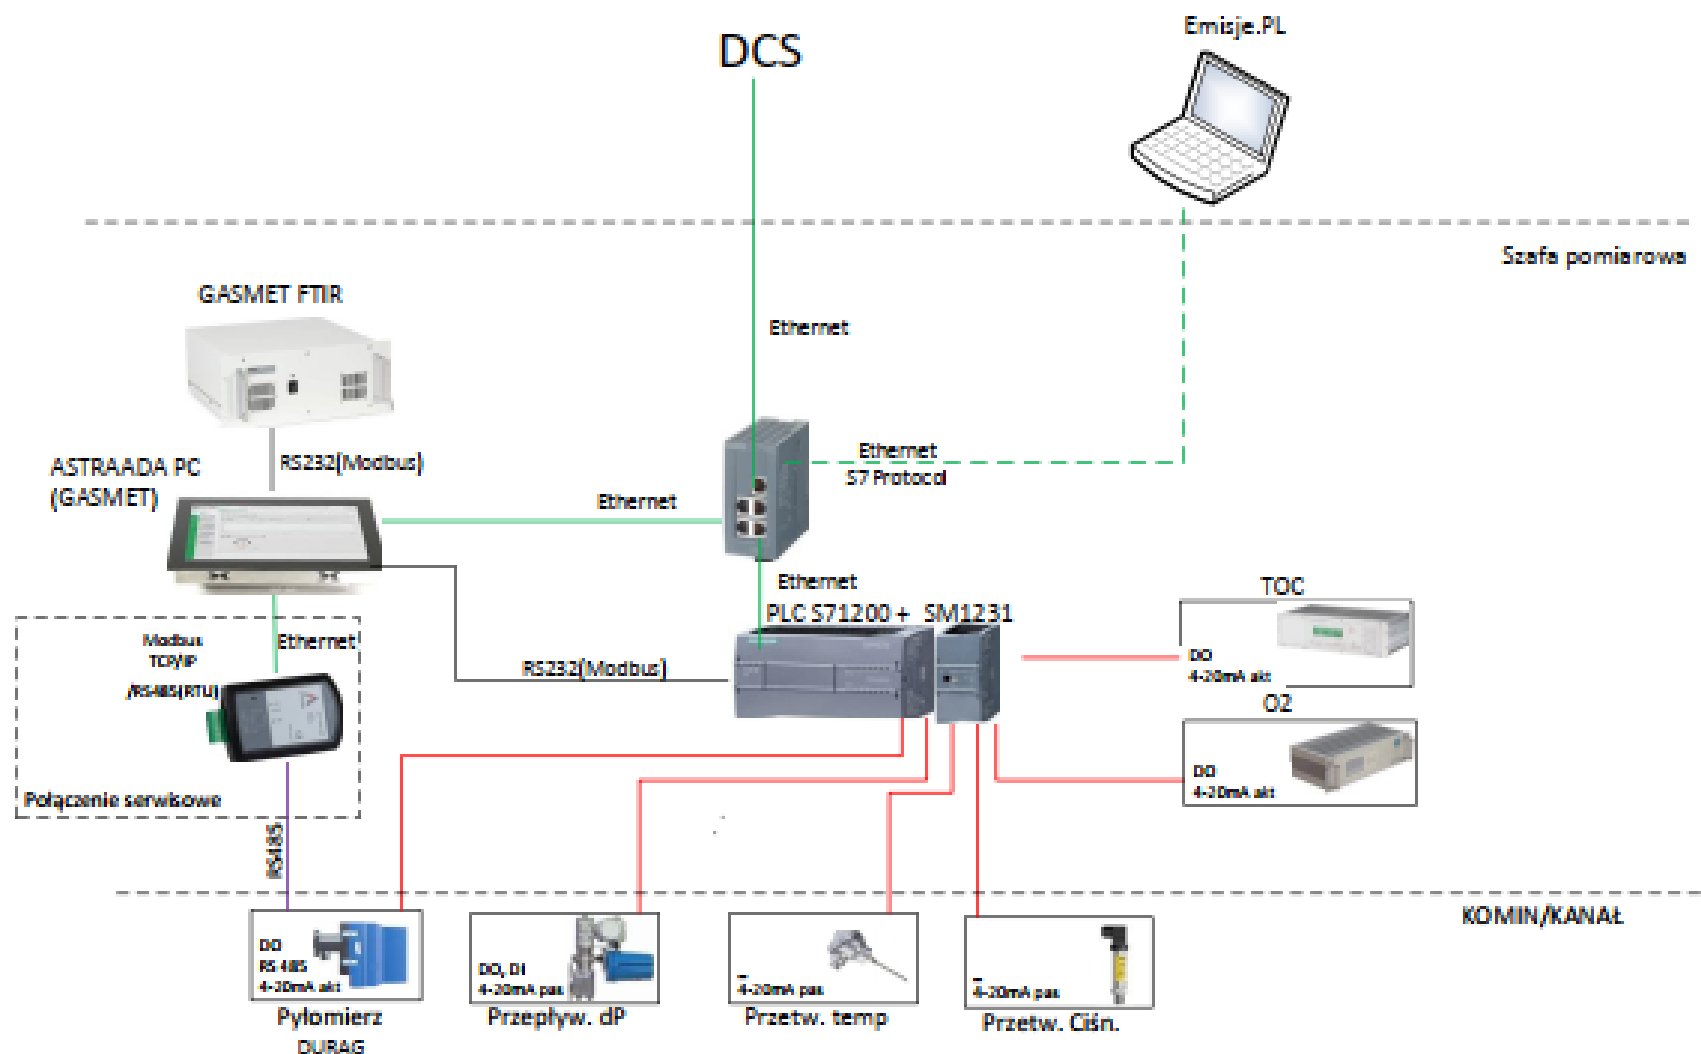 Emisje.PL
DCS
Szafa pomiarowa
GASMET FTIR
Ethernet
RS232(Modbus)
ASTRAADA PC
(GASMET)
Ethernet
Ethernet
S7 Protocol
Ethernet
PLC S71200 + SM1231
TOC
DO
4-20mA akt
Modbus
TCP/IP
/RS485(RTU)
Ethernet
RS232(Modbus)
O2
DO
4-20mA akt
Połączenie serwisowe
RS485
KOMIN/KANAŁ
DO
RS 485
4-20mA akt
Pyłomierz
DURAG
DO, DI
4-20mA pas
Przepływ. dP
-
4-20mA pas
Przetw. temp
-
4-20mA pas
Przetw. Ciśn.